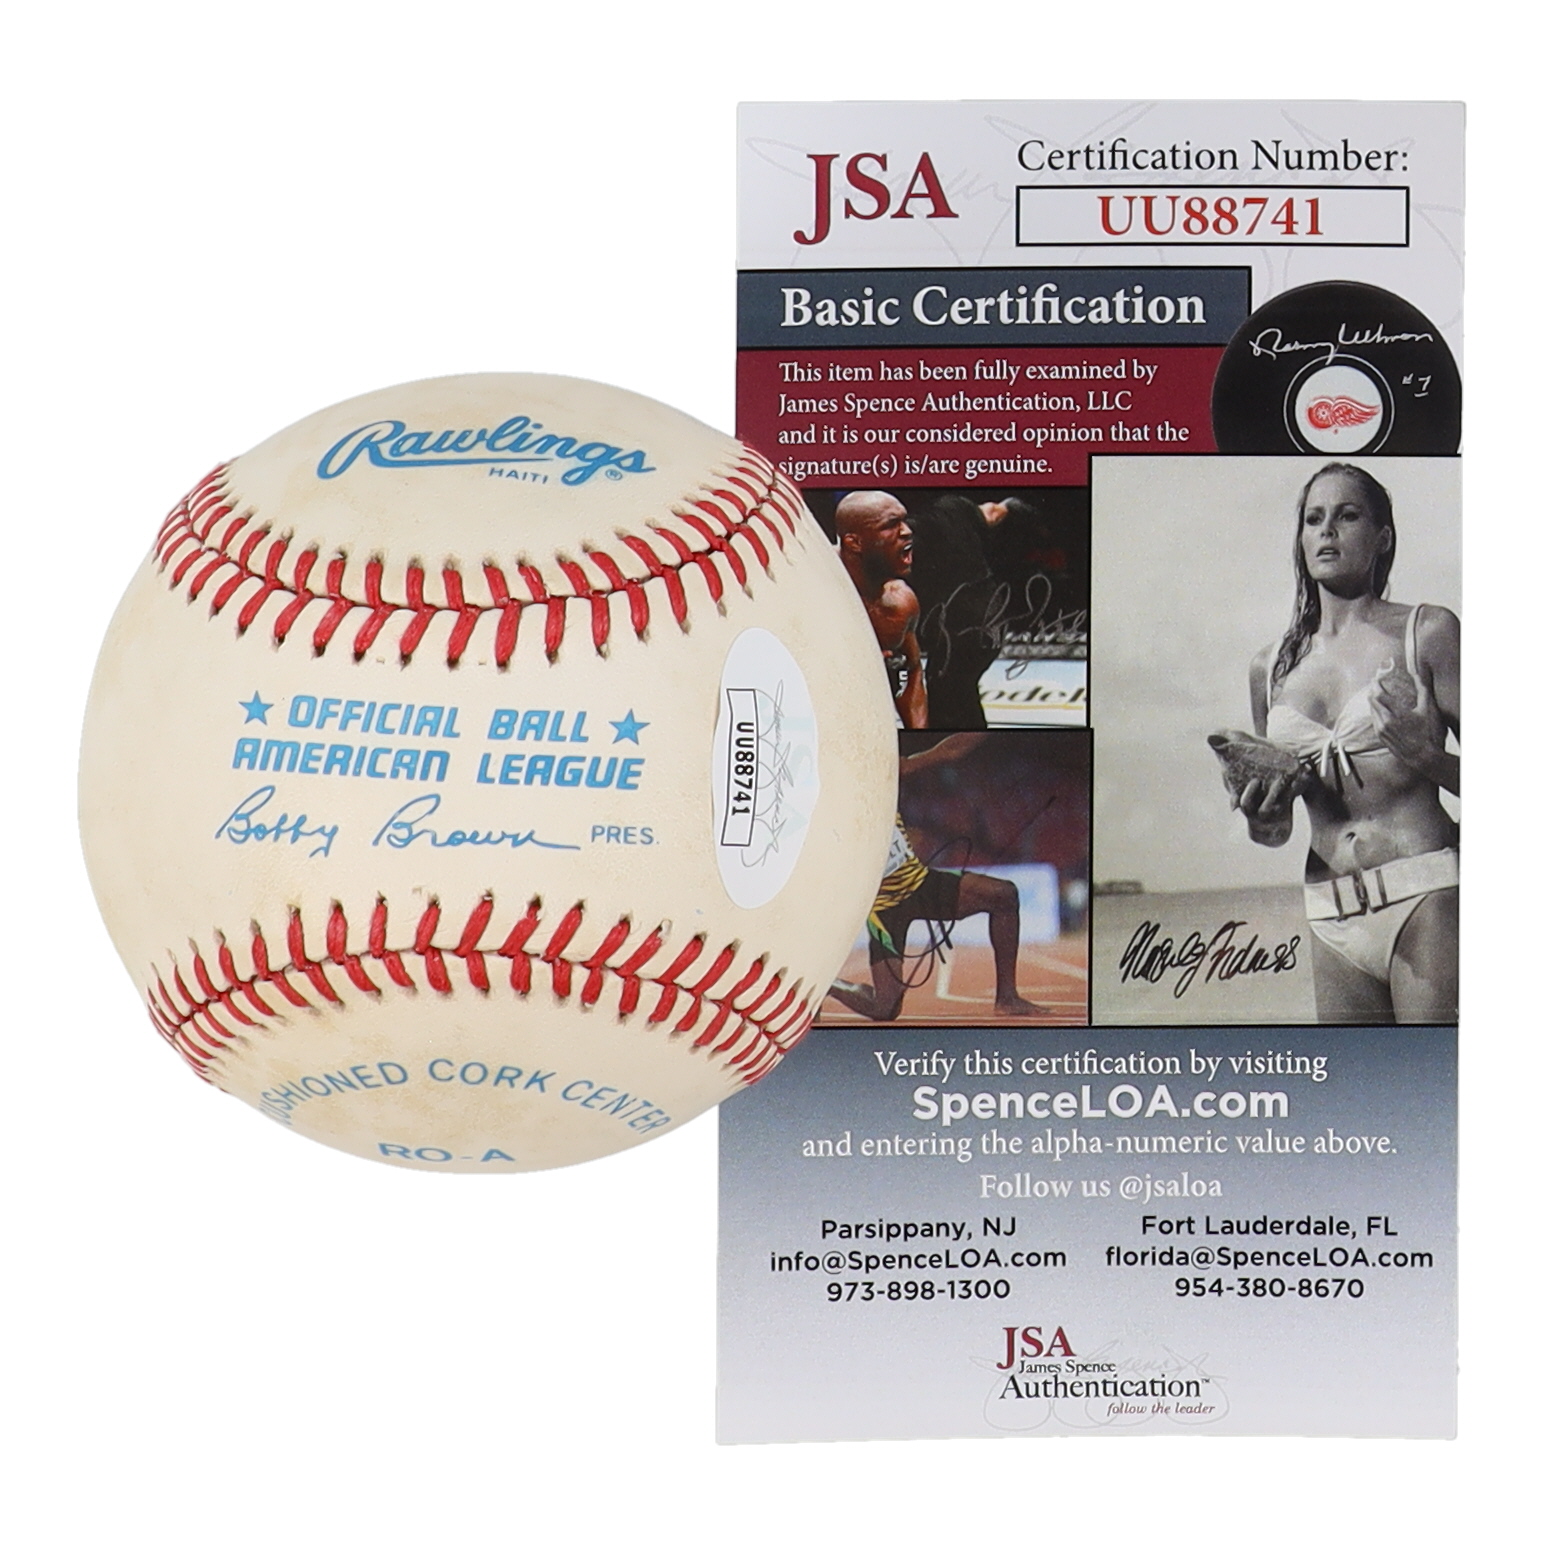 Rawlings®
HAITI
OFFICIAL BALL
AMERICAN LEAGUE
Bobby Brown PRES.
CUSHIONED CORK CENTER
RO-A
UU88741
JSA
Certification Number:
UU88741
Basic Certification
This item has been fully examined by
James Spence Authentication, LLC
and it is our considered opinion that the
signature(s) is/are genuine.
#7
Verify this certification by visiting
SpenceLOA.com
and entering the alpha-numeric value above.
Follow us @jsaloa
Parsippany, NJ
info@SpenceLOA.com
973-898-1300
Fort Lauderdale, FL
florida@SpenceLOA.com
954-380-8670
JSA
James Spence
Authentication™
follow the leader